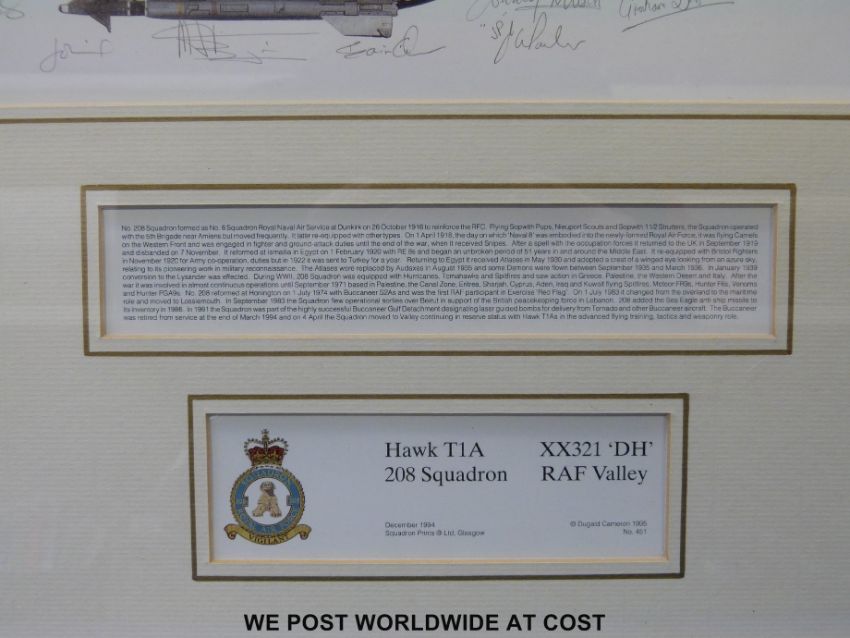 No. 208 Squadron formed as No. 8 Squadron Royal Naval Air Service at Dunkirk on 26 October 1916 to reinforce the RFC. Flying Sopwith Pups, Nieuport Scouts and Sopwith 11/2 Strutters, the Squadron operated
with the 5th Brigade near Amiens but moved frequently. It later re-equipped with other types. On 1 April 1918, the day on which 'Naval 8' was embodied into the newly-formed Royal Air Force, it was flying Camels
on the Western Front and was engaged in fighter and ground-attack duties until the end of the war, when it received Snipes. After a spell with the occupation forces it returned to the UK in September 1919
and disbanded on 7 November. It reformed at Ismailia in Egypt on 1 February 1920 with RE 8s and began an unbroken period of 51 years in and around the Middle East. It re-equipped with Bristol Fighters
in November 1920 for Army co-operation, duties but in 1922 it was sent to Turkey for a year. Returning to Egypt it received Atlases in May 1930 and adopted a crest of a winged eye looking from an azure sky,
relating to its pioneering work in military reconnaissance. The Atlases were replaced by Audaxes in August 1935 and some Demons were flown between September 1935 and March 1936. In January 1939
conversion to the Lysander was effected. During WWII, 208 Squadron was equipped with Hurricanes, Tomahawks and Spitfires and saw action in Greece, Palestine, the Western Desert and Italy. After the
war it was involved in almost continuous operations until September 1971 based in Palestine, the Canal Zone, Eritrea, Sharjah, Cyprus, Aden, Iraq and Kuwait flying Spitfires, Meteor FR9s, Hunter F6s, Venoms
and Hunter FGA9s. No. 208 reformed at Honington on 1 July 1974 with Buccaneer S2As and was the first RAF participant in Exercise 'Red Flag'. On 1 July 1983 it changed from the overland to the maritime
role and moved to Lossiemouth. In September 1983 the Squadron flew operational sorties over Beirut in support of the British peacekeeping force in Lebanon. 208 added the Sea Eagle anti-ship missile to
its inventory in 1986. In 1991 the Squadron was part of the highly successful Buccaneer Gulf Detachment designating laser guided bombs for delivery from Tornado and other Buccaneer aircraft. The Buccaneer
was retired from service at the end of March 1994 and on 4 April the Squadron moved to Valley continuing in reserve status with Hawk T1As in the advanced flying training, tactics and weaponry role.
Hawk T1A XX321 'DH'
208 Squadron RAF Valley
December 1994 © Dugald Cameron 1995
Squadron Prints @ Ltd, Glasgow No. 451
SQUADRON
ROYAL AIR FORCE
VIGILANT
WE POST WORLDWIDE AT COST